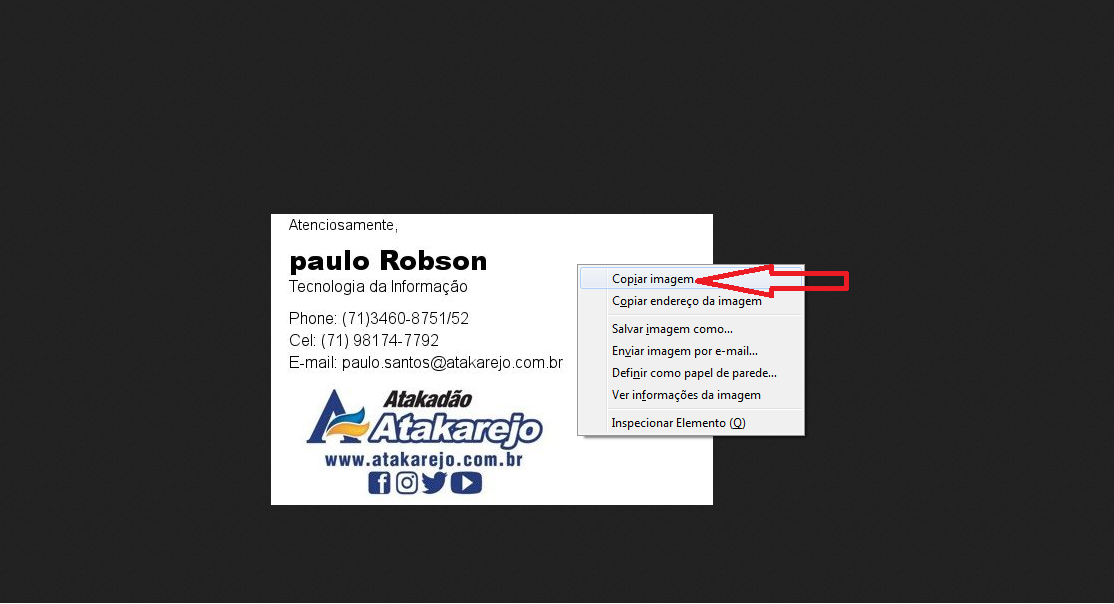 Atenciosamente,
paulo Robson
Tecnologia da Informação
Phone: (71)3460-8751/52
Cel: (71) 98174-7792
E-mail: paulo.santos@atakarejo.com.br
Atakadão
Atakarejo
www.atakarejo.com.br
Copiar imagem
Copiar endereço da imagem
Salvar imagem como...
Enviar imagem por e-mail...
Definir como papel de parede...
Ver informações da imagem
Inspecionar Elemento (Q)